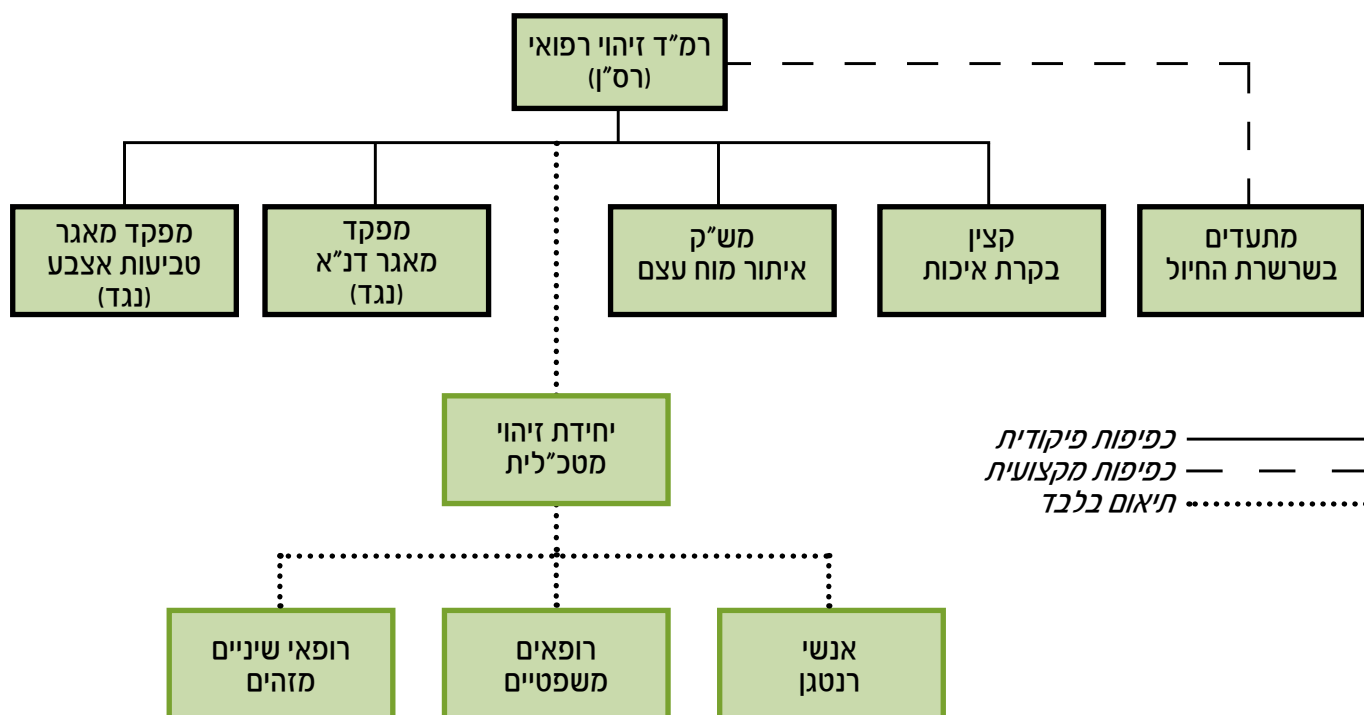 רמ״ד זיהוי רפואי
(רס״ן)
מתעדים
בשרשרת החיול
קצין
בקרת איכות
מש״ק
איתור מוח עצם
מפקד
מאגר דנ״א
(נגד)
מפקד מאגר
טביעות אצבע
(נגד)
יחידת זיהוי
מטכ״לית
כפיפות פיקודית
כפיפות מקצועית
תיאום בלבד
אנשי
רנטגן
רופאים
משפטיים
רופאי שיניים
מזהים